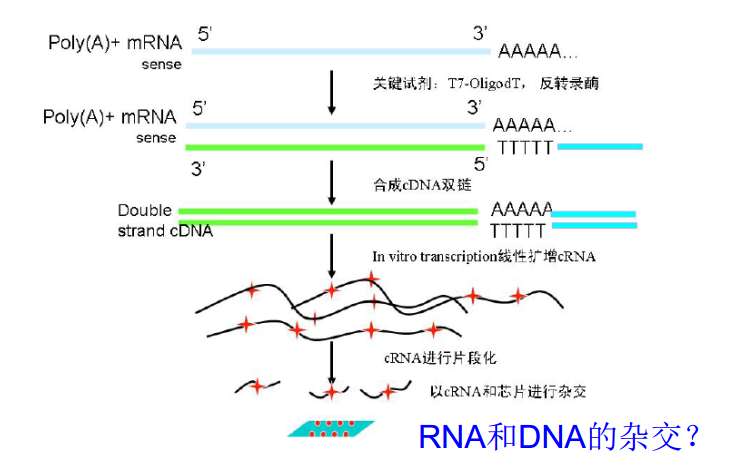 Poly(A)+ mRNA 5’ 3’ AAAAA...
sense
关键试剂：T7-OligodT， 反转录酶
5’ 3’
Poly(A)+ mRNA AAAAA...
sense TTTTT
3’ 5’
合成cDNA双链
Double AAAAA
strand cDNA TTTTT
In vitro transcription线性扩增cRNA
cRNA进行片段化
以cRNA和芯片进行杂交
RNA和DNA的杂交？